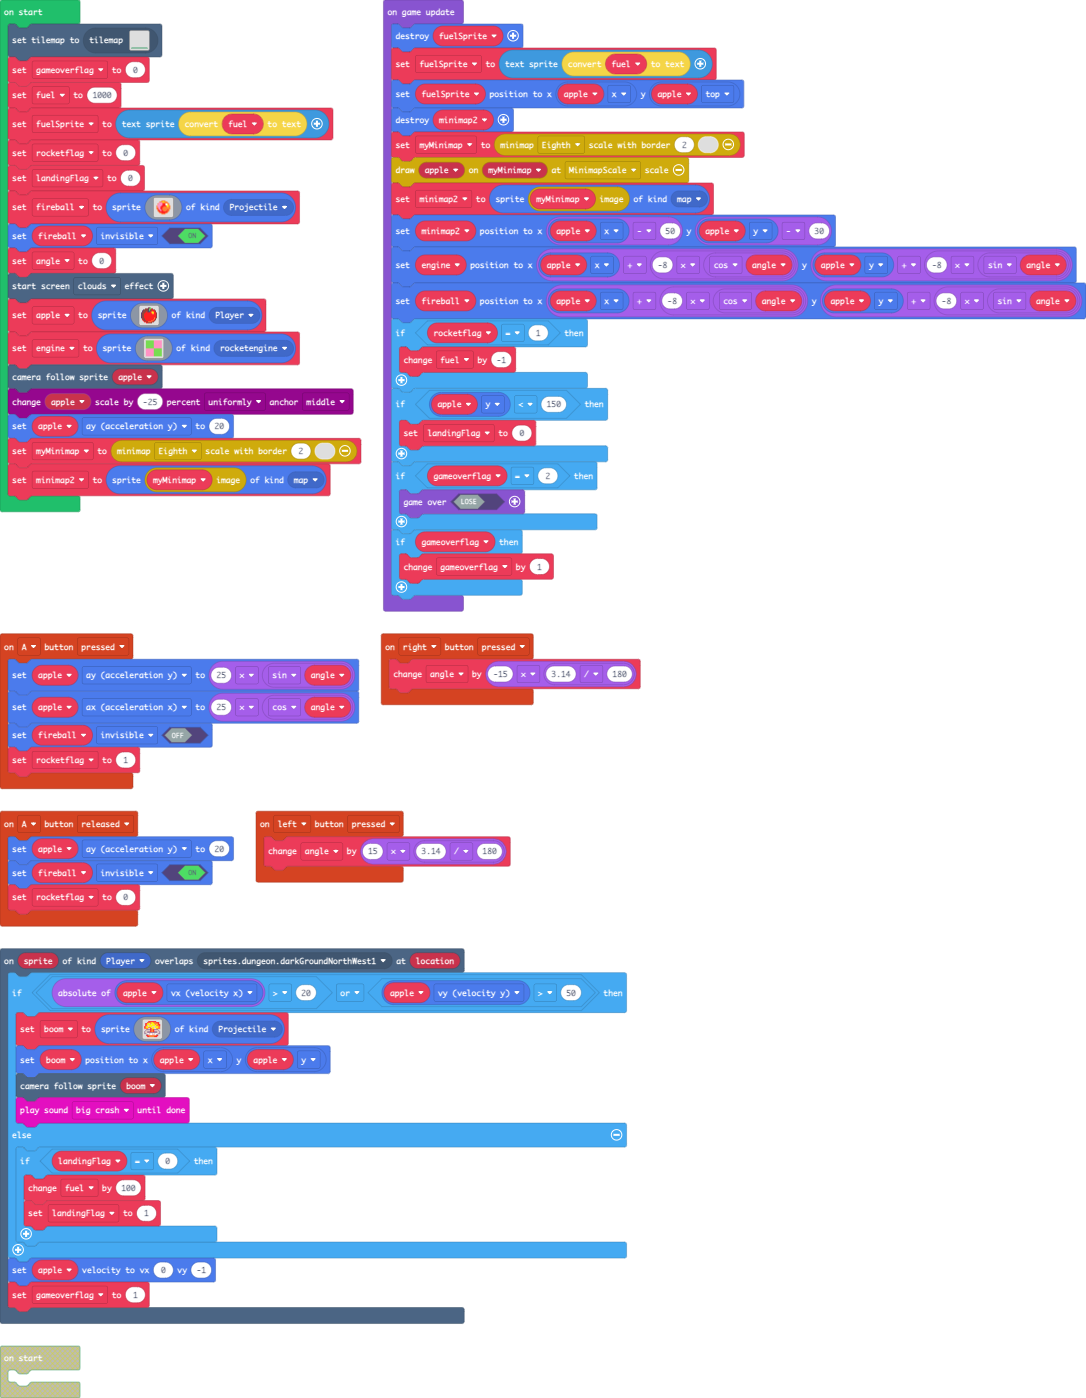 on start
set tilemap to tilemap
set gameoverflag to 0
set fuel to 1000
set fuelSprite to text sprite convert fuel to text
set rocketflag to 0
set landingFlag to 0
set fireball to sprite of kind Projectile
set fireball invisible ON
set angle to 0
start screen clouds effect
set apple to sprite of kind Player
set engine to sprite of kind rocketengine
camera follow sprite apple
change apple scale by -25 percent uniformly anchor middle
set apple ay (acceleration y) to 20
set myMinimap to minimap Eighth scale with border 2
set minimap2 to sprite myMinimap image of kind map
on game update
destroy fuelSprite
set fuelSprite to text sprite convert fuel to text
set fuelSprite position to x apple x y apple top
destroy minimap2
set myMinimap to minimap Eighth scale with border 2
draw apple on myMinimap at MinimapScale scale
set minimap2 to sprite myMinimap image of kind map
set minimap2 position to x apple x - 50 y apple y - 30
set engine position to x apple x + -8 × cos angle y apple y + -8 × sin angle
set fireball position to x apple x + -8 × cos angle y apple y + -8 × sin angle
if rocketflag = 1 then
change fuel by -1
if apple y < 150 then
set landingFlag to 0
if gameoverflag = 2 then
game over LOSE
if gameoverflag then
change gameoverflag by 1
on A button pressed
set apple ay (acceleration y) to 25 × sin angle
set apple ax (acceleration x) to 25 × cos angle
set fireball invisible OFF
set rocketflag to 1
on right button pressed
change angle by -15 × 3.14 / 180
on A button released
set apple ay (acceleration y) to 20
set fireball invisible ON
set rocketflag to 0
on left button pressed
change angle by 15 × 3.14 / 180
on sprite of kind Player overlaps sprites.dungeon.darkGroundNorthWest1 at location
if absolute of apple vx (velocity x) > 20 or apple vy (velocity y) > 50 then
set boom to sprite of kind Projectile
set boom position to x apple x y apple y
camera follow sprite boom
play sound big crash until done
else
if landingFlag = 0 then
change fuel by 100
set landingFlag to 1
set apple velocity to vx 0 vy -1
set gameoverflag to 1
on start